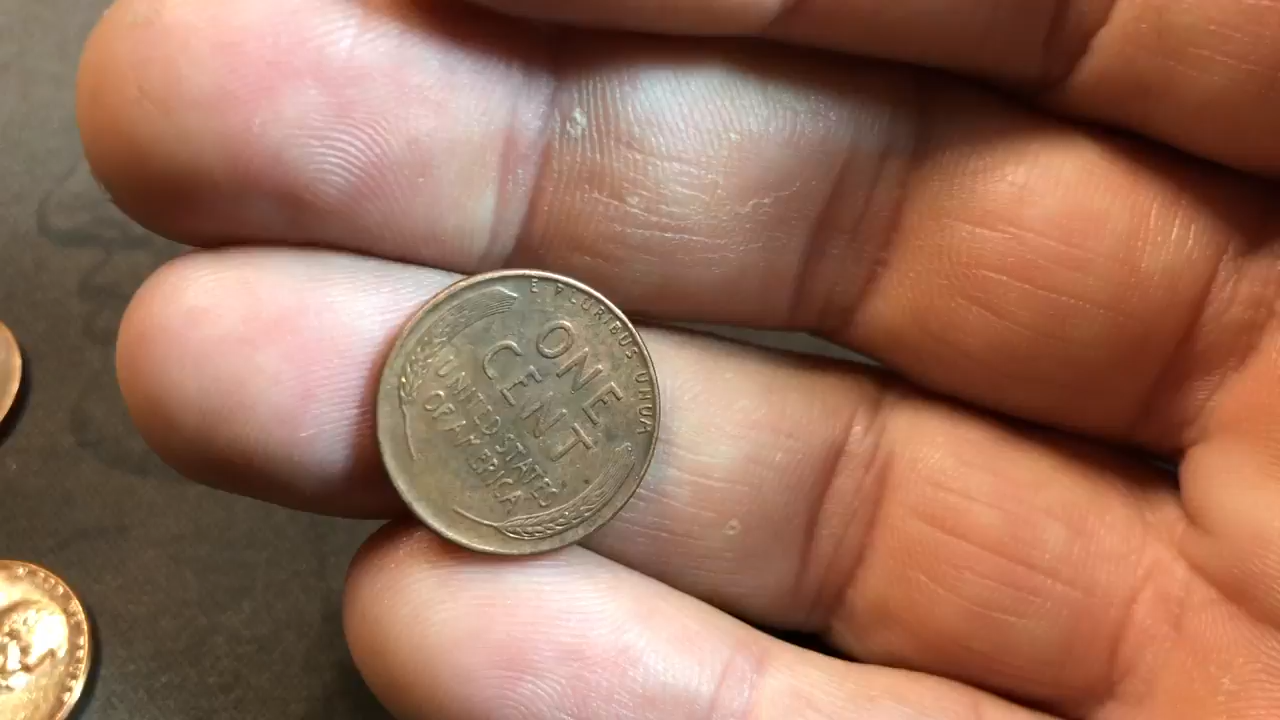 E PLURIBUS UNUM
ONE
CENT
UNITED STATES
OF AMERICA